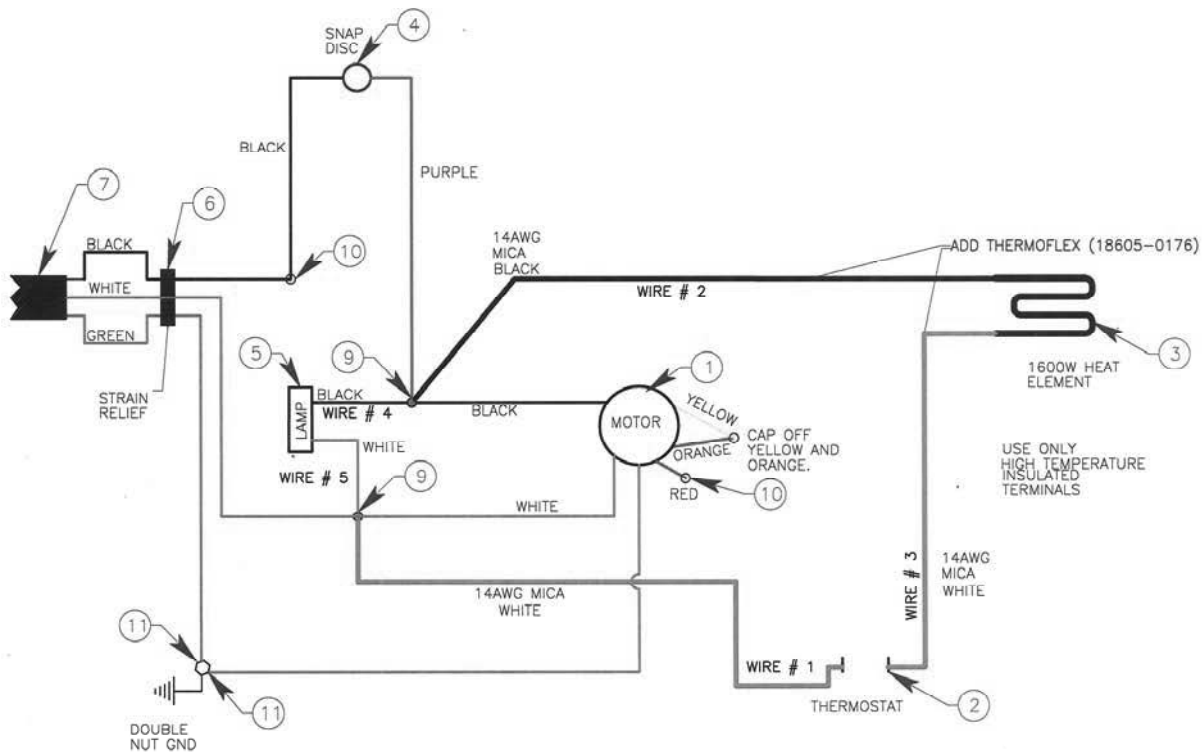 4
SNAP
DISC
BLACK
PURPLE
7
6
BLACK
WHITE
GREEN
STRAIN
RELIEF
10
14AWG
MICA
BLACK
WIRE # 2
ADD THERMOFLEX (18605-0176)
3
1600W HEAT
ELEMENT
5
LAMP
BLACK
WIRE # 4
9
BLACK
1
MOTOR
YELLOW
ORANGE
CAP OFF
YELLOW AND
ORANGE.
RED
10
USE ONLY
HIGH TEMPERATURE
INSULATED
TERMINALS
WHITE
WIRE # 5
9
WHITE
14AWG MICA
WHITE
WIRE # 3
14AWG
MICA
WHITE
11
11
DOUBLE
NUT GND
WIRE # 1
THERMOSTAT
2